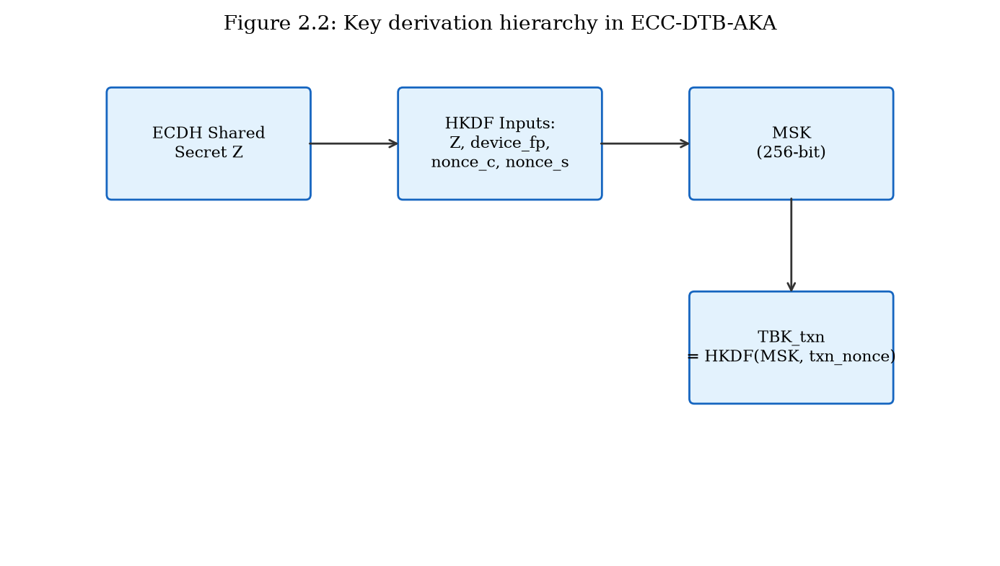 Figure 2.2: Key derivation hierarchy in ECC-DTB-AKA
ECDH Shared
Secret Z
HKDF Inputs:
Z, device_fp,
nonce_c, nonce_s
MSK
(256-bit)
TBK_txn
= HKDF(MSK, txn_nonce)